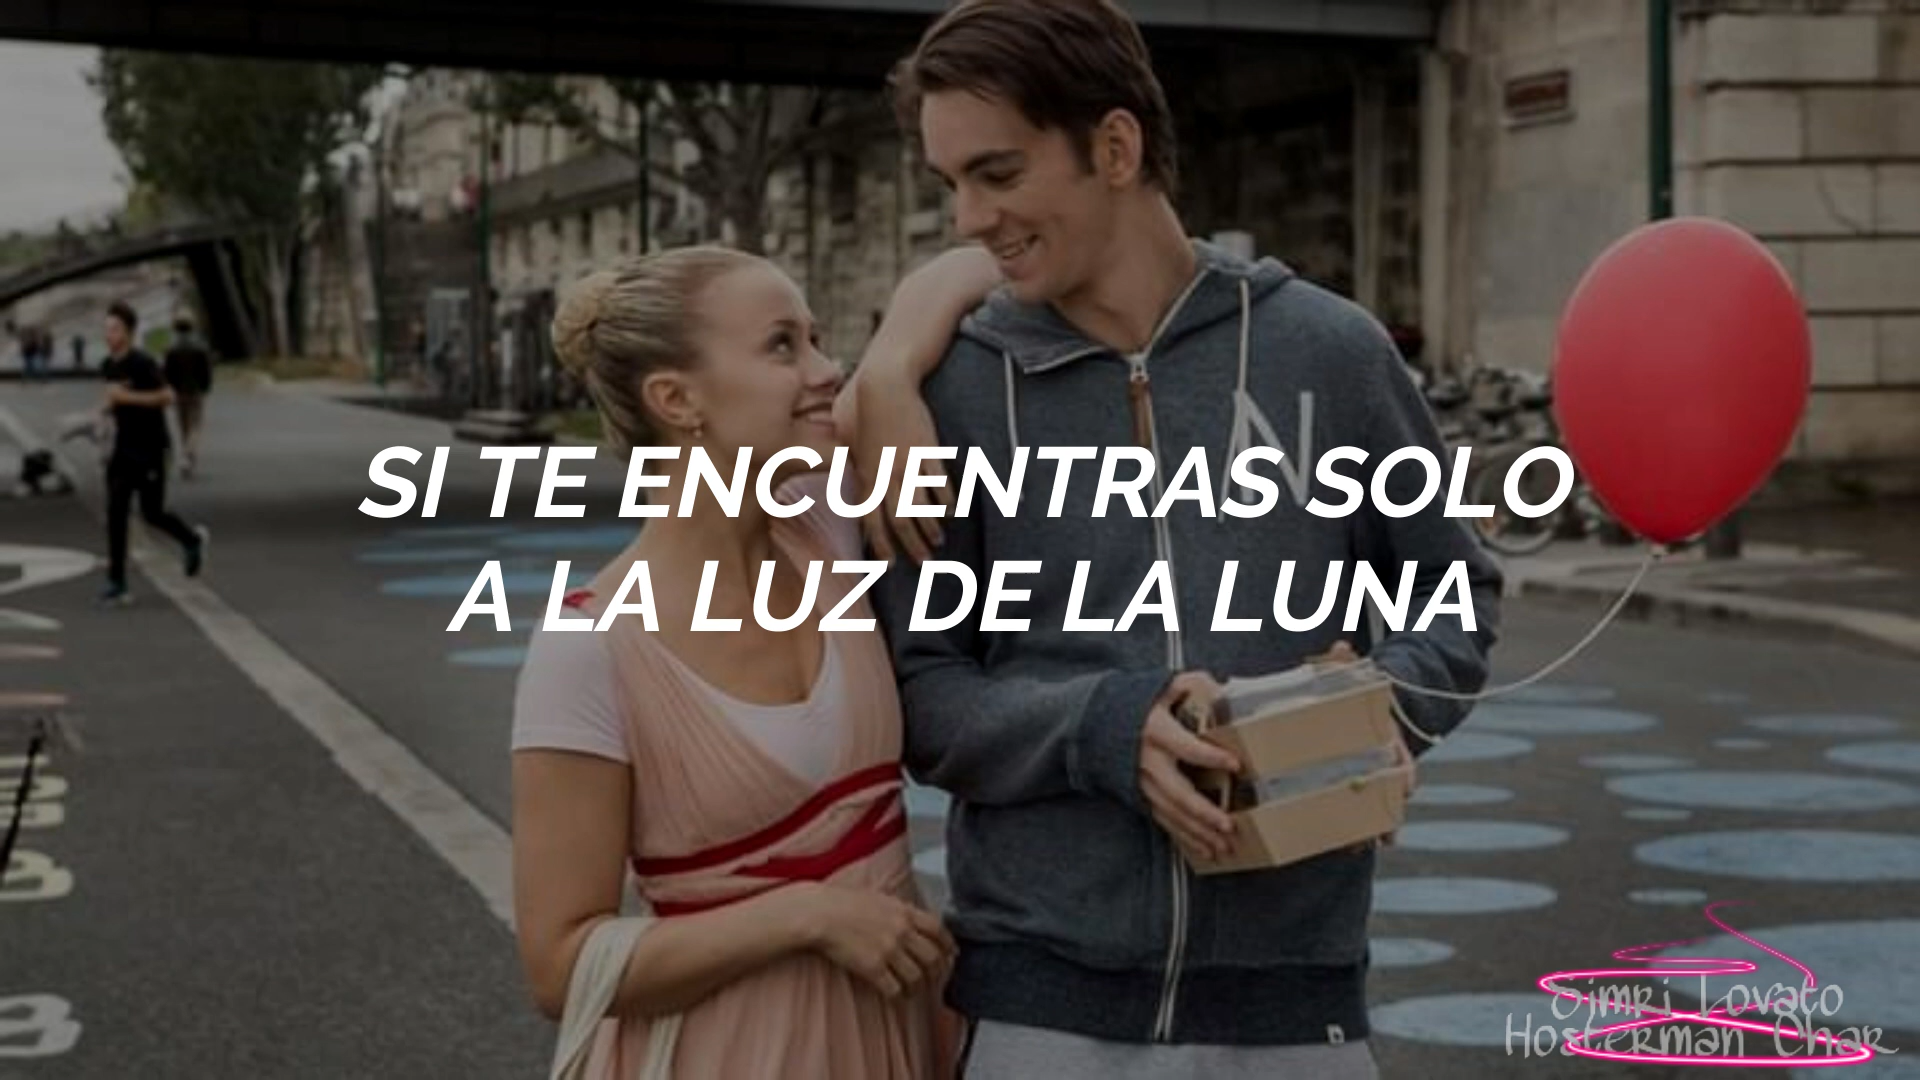 SI TE ENCUENTRAS SOLO
A LA LUZ DE LA LUNA
N
Simri Lovato
Hosterman Char